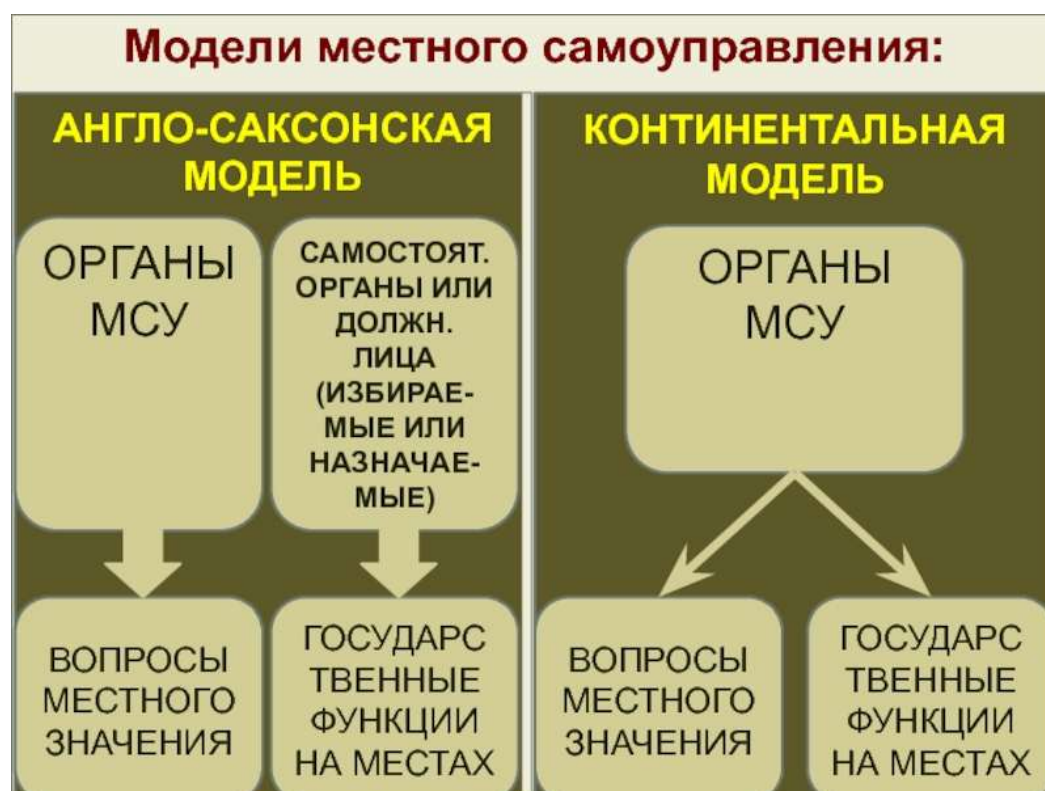 Модели местного самоуправления:
АНГЛО-САКСОНСКАЯ
МОДЕЛЬ
ОРГАНЫ
МСУ
САМОСТОЯТ.
ОРГАНЫ ИЛИ
ДОЛЖН.
ЛИЦА
(ИЗБИРАЕ-
МЫЕ ИЛИ
НАЗНАЧАЕ-
МЫЕ)
ВОПРОСЫ
МЕСТНОГО
ЗНАЧЕНИЯ
ГОСУДАРС
ТВЕННЫЕ
ФУНКЦИИ
НА МЕСТАХ
КОНТИНЕНТАЛЬНАЯ
МОДЕЛЬ
ОРГАНЫ
МСУ
ВОПРОСЫ
МЕСТНОГО
ЗНАЧЕНИЯ
ГОСУДАРС
ТВЕННЫЕ
ФУНКЦИИ
НА МЕСТАХ